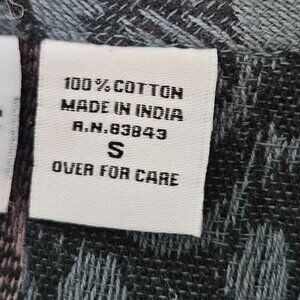 100% COTTON
MADE IN INDIA
R.N.83843
S
OVER FOR CARE